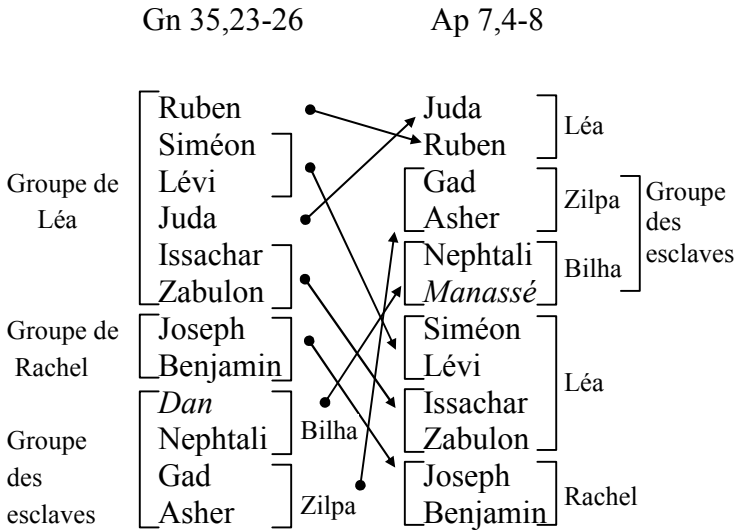 Gn 35,23-26 Ap 7,4-8
Ruben
Siméon
Lévi
Juda
Issachar
Zabulon
Joseph
Benjamin
Dan
Nephtali
Gad
Asher
Groupe de
Léa
Groupe de
Rachel
Groupe
des
esclaves
Bilha
Zilpa
Juda
Ruben
Gad
Asher
Nephtali
Manassé
Siméon
Lévi
Issachar
Zabulon
Joseph
Benjamin
Léa
Zilpa
Bilha
Groupe
des
esclaves
Léa
Rachel